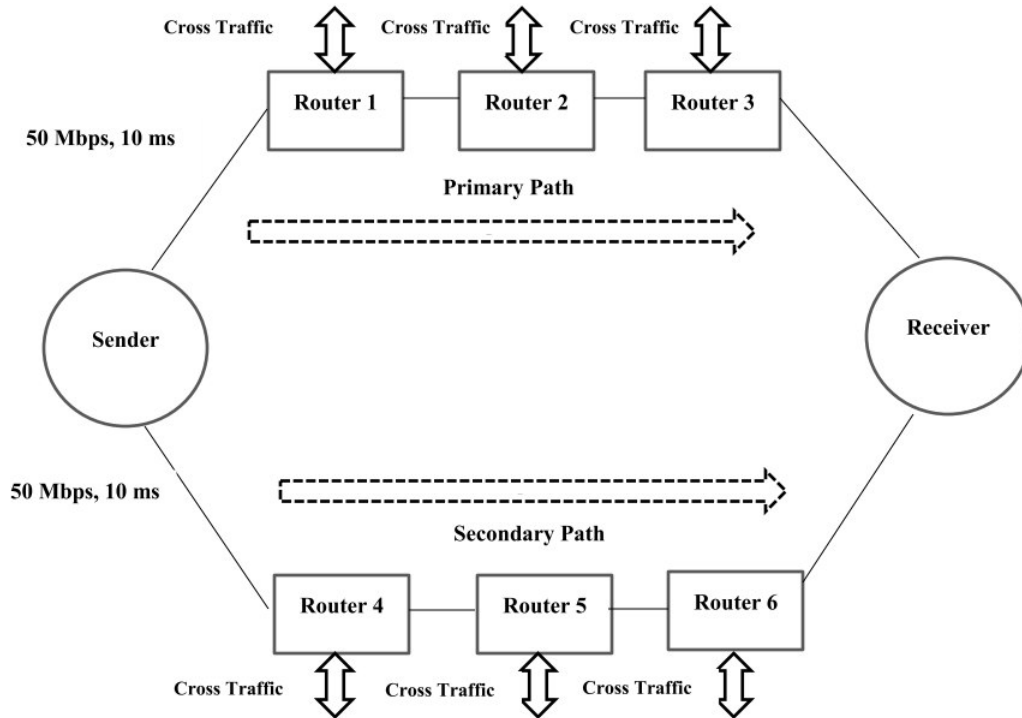 Cross Traffic
Cross Traffic
Cross Traffic
Router 1
Router 2
Router 3
50 Mbps, 10 ms
Primary Path
Sender
Receiver
50 Mbps, 10 ms
Secondary Path
Router 4
Router 5
Router 6
Cross Traffic
Cross Traffic
Cross Traffic